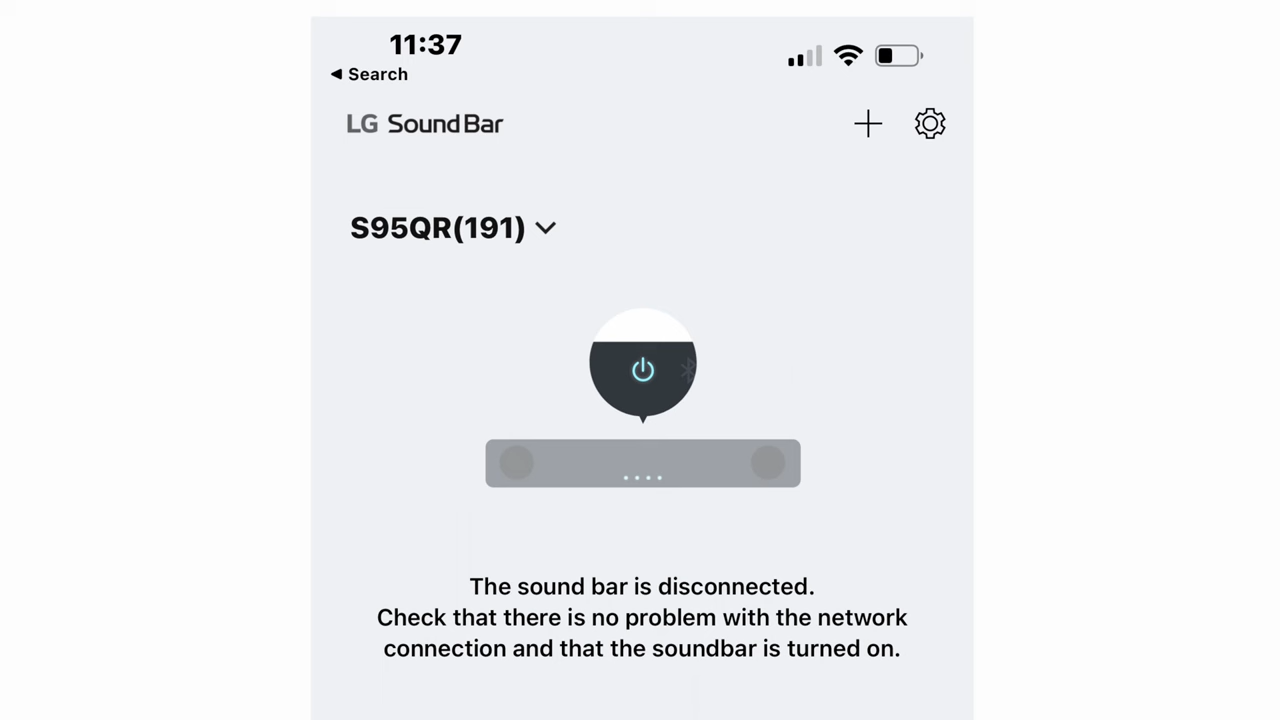 11:37
◀ Search
LG Sound Bar
S95QR(191)
The sound bar is disconnected.
Check that there is no problem with the network
connection and that the soundbar is turned on.